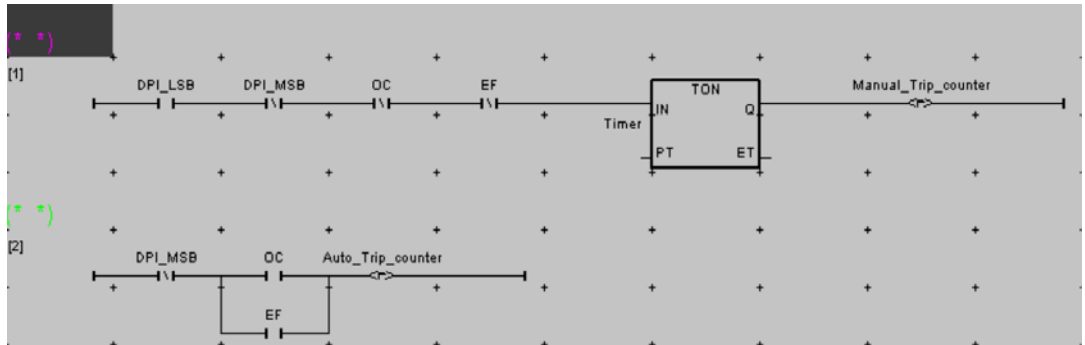 (* *)
[1]
DPI_LSB DPI_MSB OC EF TON Manual_Trip_counter
IN Q
Timer
PT ET
(* *)
[2]
DPI_MSB OC Auto_Trip_counter
EF